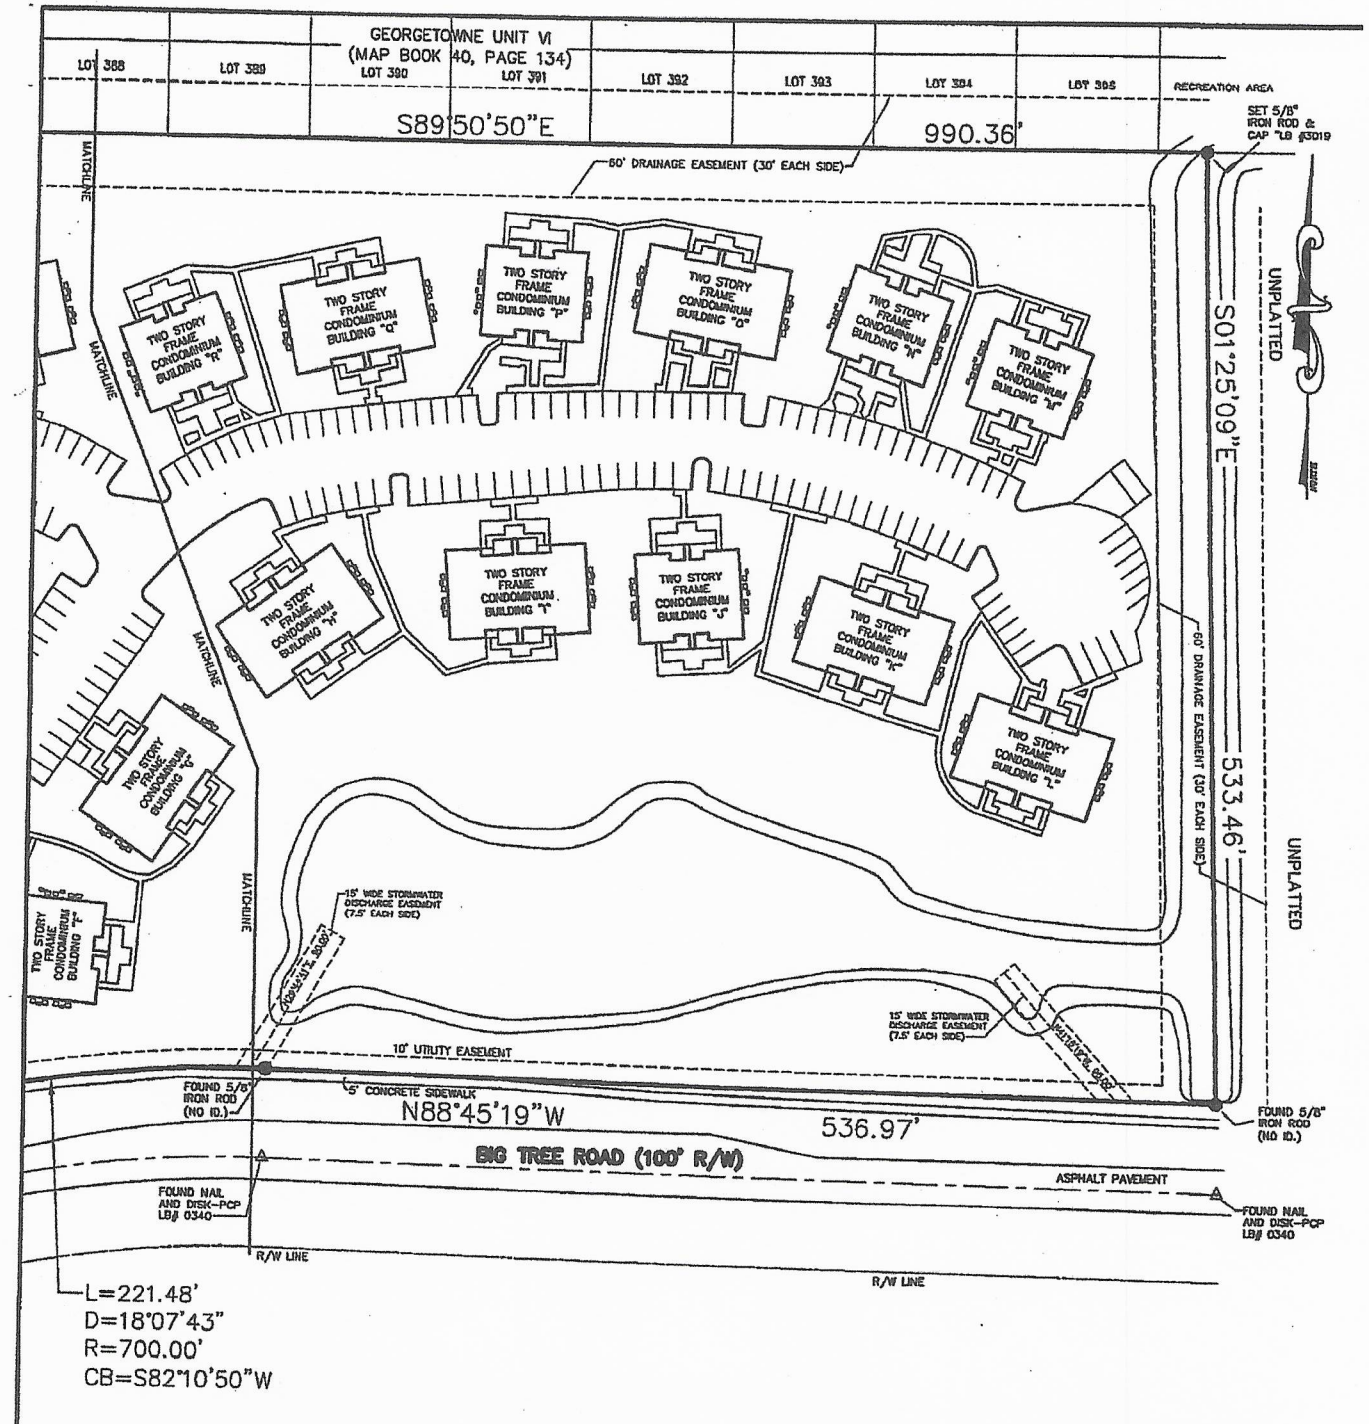 GEORGETOWNE UNIT VI
(MAP BOOK 40, PAGE 134)
LOT 388
LOT 389
LOT 390
LOT 391
LOT 392
LOT 393
LOT 394
LOT 395
RECREATION AREA
S89°50'50"E
990.36'
SET 5/8"
IRON ROD &
CAP "LB #3019
60' DRAINAGE EASEMENT (30' EACH SIDE)
MATCHLINE
MATCHLINE
MATCHLINE
MATCHLINE
UNPLATTED
S01°25'09"E
533.46'
60' DRAINAGE EASEMENT (30' EACH SIDE)
UNPLATTED
TWO STORY
FRAME
CONDOMINIUM
BUILDING "R"
TWO STORY
FRAME
CONDOMINIUM
BUILDING "Q"
TWO STORY
FRAME
CONDOMINIUM
BUILDING "P"
TWO STORY
FRAME
CONDOMINIUM
BUILDING "O"
TWO STORY
FRAME
CONDOMINIUM
BUILDING "N"
TWO STORY
FRAME
CONDOMINIUM
BUILDING
TWO STORY
FRAME
CONDOMINIUM
BUILDING "H"
TWO STORY
FRAME
CONDOMINIUM
BUILDING "I"
TWO STORY
FRAME
CONDOMINIUM
BUILDING "J"
TWO STORY
FRAME
CONDOMINIUM
BUILDING "K"
TWO STORY
FRAME
CONDOMINIUM
BUILDING "L"
TWO STORY
FRAME
CONDOMINIUM
BUILDING "G"
TWO STORY
FRAME
CONDOMINIUM
BUILDING "F"
15' WIDE STORMWATER
DISCHARGE EASEMENT
(7.5' EACH SIDE)
15' WIDE STORMWATER
DISCHARGE EASEMENT
(7.5' EACH SIDE)
10' UTILITY EASEMENT
FOUND 5/8"
IRON ROD
(NO ID.)
5' CONCRETE SIDEWALK
N88°45'19"W
536.97'
FOUND 5/8"
IRON ROD
(NO ID.)
BIG TREE ROAD (100' R/W)
ASPHALT PAVEMENT
FOUND NAIL
AND DISK-PCP
LB# 0340
FOUND NAIL
AND DISK-PCP
LB# 0340
R/W LINE
R/W LINE
L=221.48'
D=18°07'43"
R=700.00'
CB=S82°10'50"W